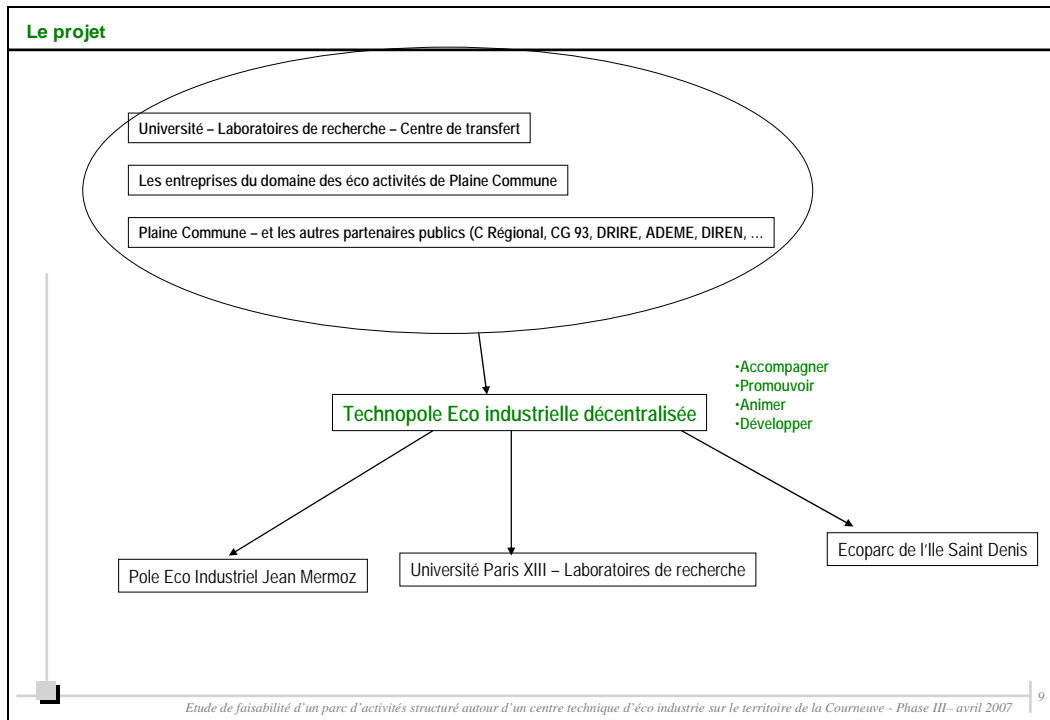 Le projet
Université – Laboratoires de recherche – Centre de transfert
Les entreprises du domaine des éco activités de Plaine Commune
Plaine Commune – et les autres partenaires publics (C Régional, CG 93, DRIRE, ADEME, DIREN, …
•Accompagner
•Promouvoir
•Animer
•Développer
Technopole Eco industrielle décentralisée
Pole Eco Industriel Jean Mermoz
Université Paris XIII – Laboratoires de recherche
Ecoparc de l'Ile Saint Denis
Etude de faisabilité d'un parc d'activités structuré autour d'un centre technique d'éco industrie sur le territoire de la Courneuve - Phase III– avril 2007
9